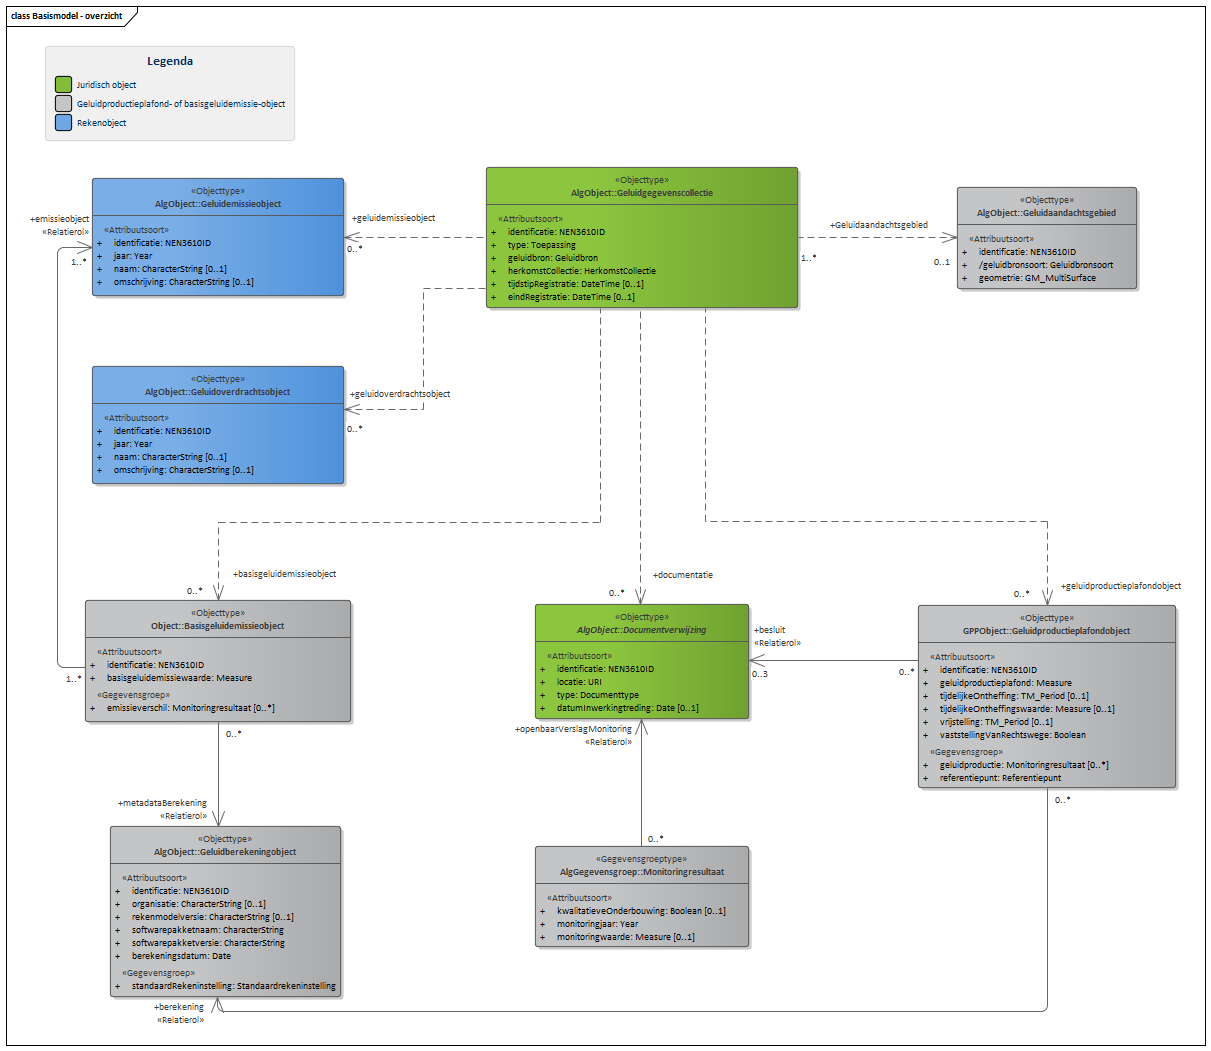 class Basismodel - overzicht
Legenda
Juridisch object
Geluidproductieplafond- of basisgeluidemissie-object
Rekenobject
«Objecttype»
AlgObject::Geluidemissieobject
«Attribuutsoort»
+ identificatie: NEN3610ID
+ jaar: Year
+ naam: CharacterString [0..1]
+ omschrijving: CharacterString [0..1]
+emissieobject
«Relatierol»
1..*
+geluidemissieobject
0..*
«Objecttype»
AlgObject::Geluidgegevenscollectie
«Attribuutsoort»
+ identificatie: NEN3610ID
+ type: Toepassing
+ geluidbron: Geluidbron
+ herkomstCollectie: HerkomstCollectie
+ tijdstipRegistratie: DateTime [0..1]
+ eindRegistratie: DateTime [0..1]
+Geluidaandachtsgebied
1..*
0..1
«Objecttype»
AlgObject::Geluidaandachtsgebied
«Attribuutsoort»
+ identificatie: NEN3610ID
+ /geluidbronsoort: Geluidbronsoort
+ geometrie: GM_MultiSurface
«Objecttype»
AlgObject::Geluidoverdrachtsobject
«Attribuutsoort»
+ identificatie: NEN3610ID
+ jaar: Year
+ naam: CharacterString [0..1]
+ omschrijving: CharacterString [0..1]
+geluidoverdrachtsobject
0..*
+basisgeluidemissieobject
0..*
+documentatie
0..*
+geluidproductieplafondobject
0..*
«Objecttype»
Object::Basisgeluidemissieobject
«Attribuutsoort»
+ identificatie: NEN3610ID
+ basisgeluidemissiewaarde: Measure
«Gegevensgroep»
+ emissieverschil: Monitoringresultaat [0..*]
1..*
0..*
«Objecttype»
AlgObject::Documentverwijzing
«Attribuutsoort»
+ identificatie: NEN3610ID
+ locatie: URI
+ type: Documenttype
+ datumInwerkingtreding: Date [0..1]
+besluit
«Relatierol»
0..3
0..*
«Objecttype»
GPPObject::Geluidproductieplafondobject
«Attribuutsoort»
+ identificatie: NEN3610ID
+ geluidproductieplafond: Measure
+ tijdelijkeOntheffing: TM_Period [0..1]
+ tijdelijkeOntheffingswaarde: Measure [0..1]
+ vrijstelling: TM_Period [0..1]
+ vaststellingVanRechtswege: Boolean
«Gegevensgroep»
+ geluidproductie: Monitoringresultaat [0..*]
+ referentiepunt: Referentiepunt
0..*
+openbaarVerslagMonitoring
«Relatierol»
0..*
+metadataBerekening
«Relatierol»
«Objecttype»
AlgObject::Geluidberekeningobject
«Attribuutsoort»
+ identificatie: NEN3610ID
+ organisatie: CharacterString [0..1]
+ rekenmodelversie: CharacterString [0..1]
+ softwarepakketnaam: CharacterString
+ softwarepakketversie: CharacterString
+ berekeningsdatum: Date
«Gegevensgroep»
+ standaardRekeninstelling: Standaardrekeninstelling
«Gegevensgroeptype»
AlgGegevensgroep::Monitoringresultaat
«Attribuutsoort»
+ kwalitatieveOnderbouwing: Boolean [0..1]
+ monitoringjaar: Year
+ monitoringwaarde: Measure [0..1]
+berekening
«Relatierol»